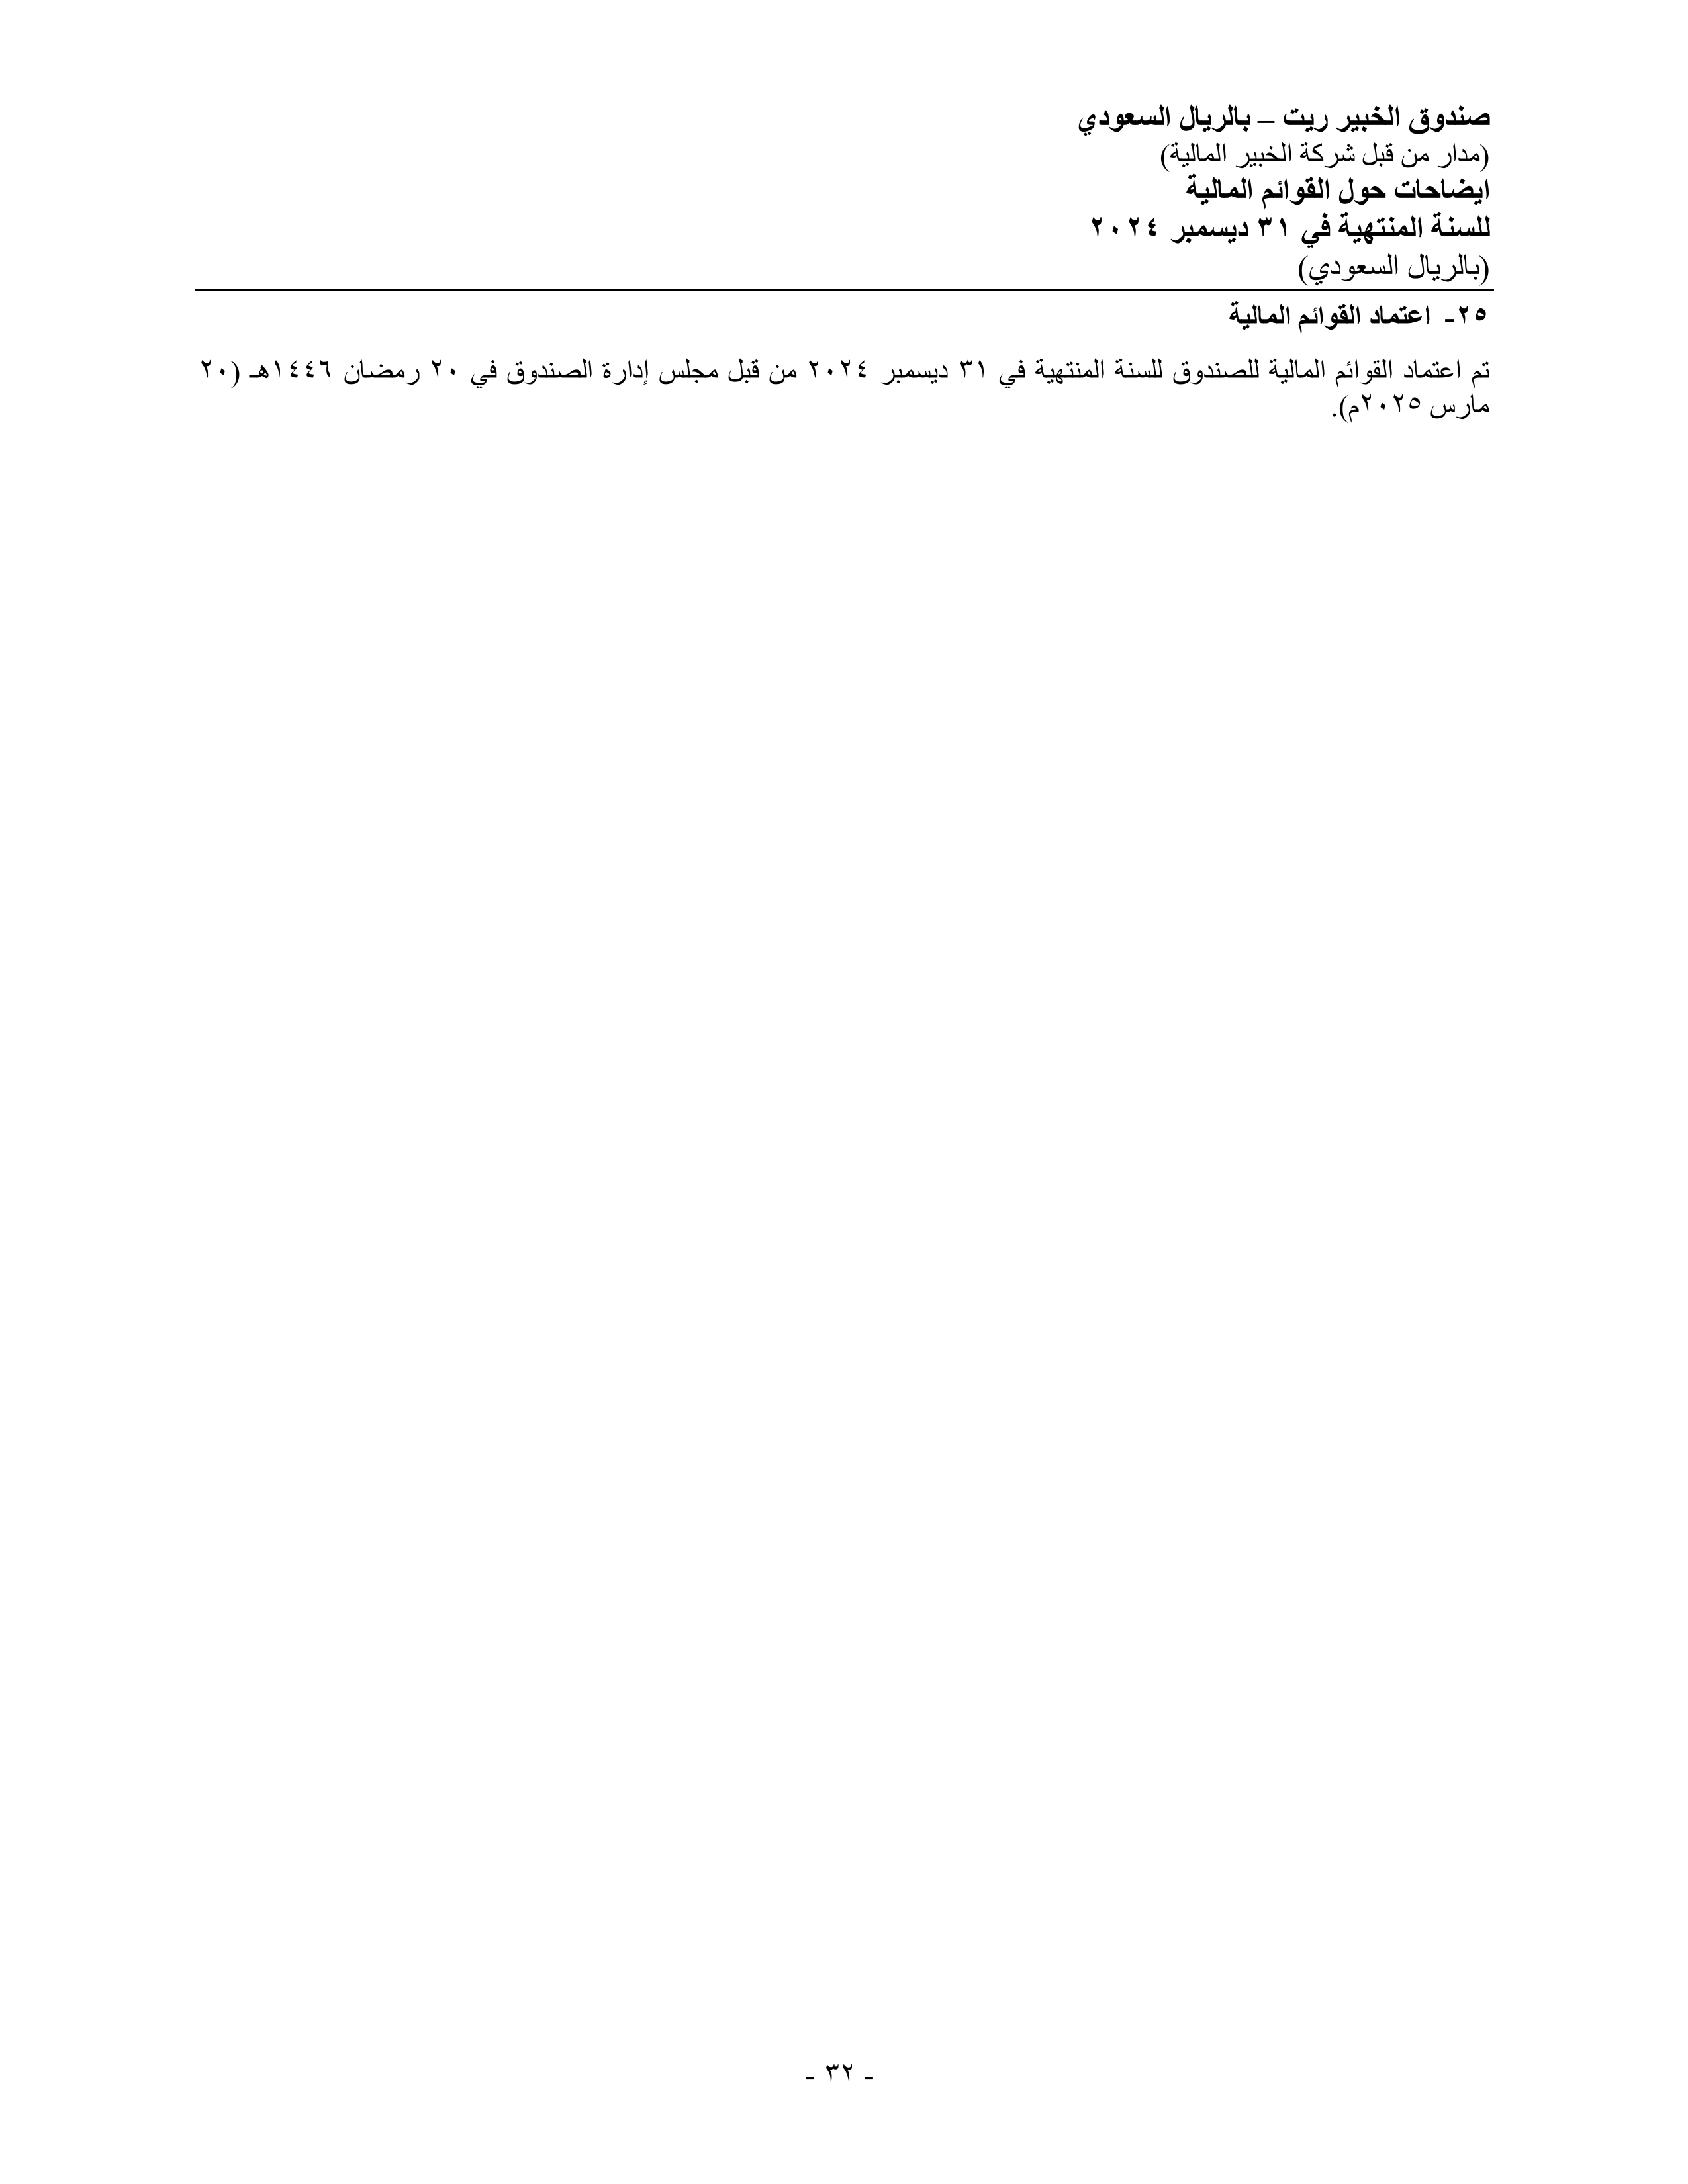 صندوق الخبير ريت – بالريال السعودي
(مدار من قبل شركة الخبير المالية)
ايضاحات حول القوائم المالية
للسنة المنتهية في ٣١ ديسمبر ٢٠٢٤
(بالريال السعودي)
٢٥- اعتماد القوائم المالية
تم اعتماد القوائم المالية للصندوق للسنة المنتهية في ٣١ ديسمبر ٢٠٢٤ من قبل مجلس إدارة الصندوق في ٢٠ رمضان ١٤٤٦هـ (٢٠
مارس ٢٠٢٥م).
- ٣٢ -